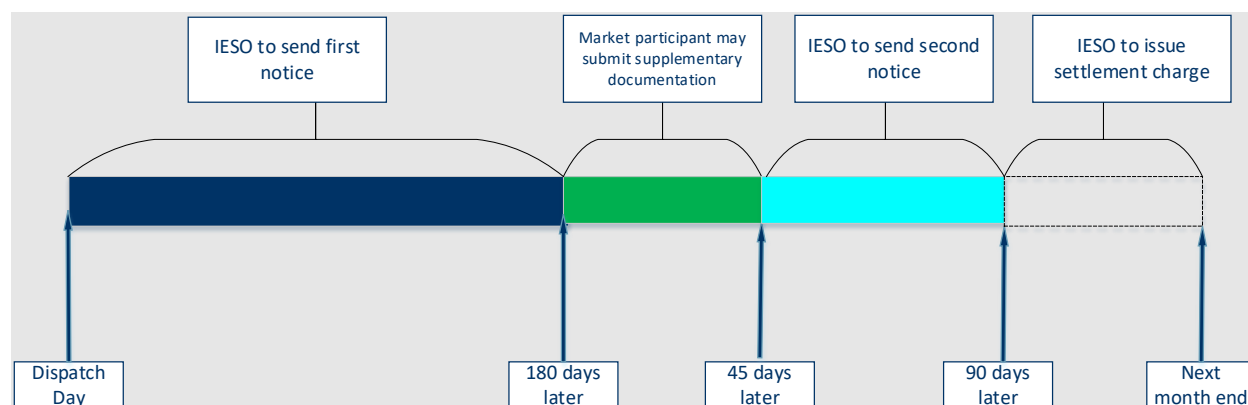 IESO to send first
notice
Market participant may
submit supplementary
documentation
IESO to send second
notice
IESO to issue
settlement charge
Dispatch
Day
180 days
later
45 days
later
90 days
later
Next
month end